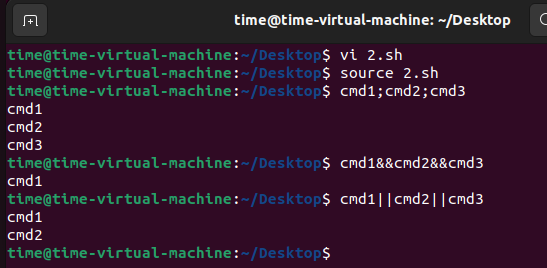 time@time-virtual-machine: ~/Desktop
time@time-virtual-machine:~/Desktop$ vi 2.sh
time@time-virtual-machine:~/Desktop$ source 2.sh
time@time-virtual-machine:~/Desktop$ cmd1;cmd2;cmd3
cmd1
cmd2
cmd3
time@time-virtual-machine:~/Desktop$ cmd1&&cmd2&&cmd3
cmd1
time@time-virtual-machine:~/Desktop$ cmd1||cmd2||cmd3
cmd1
cmd2
time@time-virtual-machine:~/Desktop$